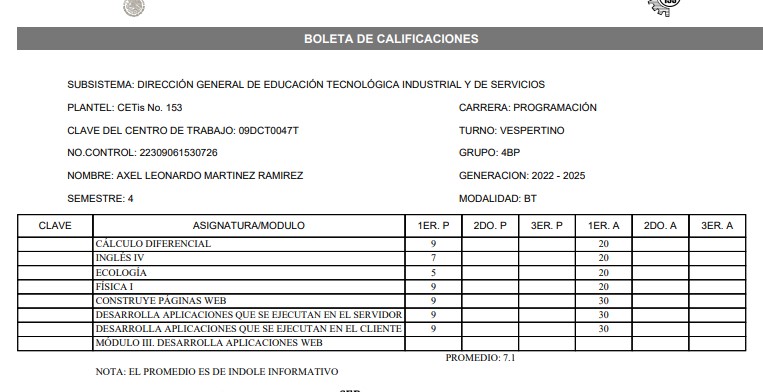 BOLETA DE CALIFICACIONES
SUBSISTEMA: DIRECCIÓN GENERAL DE EDUCACIÓN TECNOLÓGICA INDUSTRIAL Y DE SERVICIOS
PLANTEL: CETis No. 153 CARRERA: PROGRAMACIÓN
CLAVE DEL CENTRO DE TRABAJO: 09DCT0047T TURNO: VESPERTINO
NO.CONTROL: 22309061530726 GRUPO: 4BP
NOMBRE: AXEL LEONARDO MARTINEZ RAMIREZ GENERACION: 2022 - 2025
SEMESTRE: 4 MODALIDAD: BT
CLAVE ASIGNATURA/MODULO 1ER. P 2DO. P 3ER. P 1ER. A 2DO. A 3ER. A
CÁLCULO DIFERENCIAL 9 20
INGLÉS IV 7 20
ECOLOGÍA 5 20
FÍSICA I 9 20
CONSTRUYE PÁGINAS WEB 9 30
DESARROLLA APLICACIONES QUE SE EJECUTAN EN EL SERVIDOR 9 30
DESARROLLA APLICACIONES QUE SE EJECUTAN EN EL CLIENTE 9 30
MÓDULO III. DESARROLLA APLICACIONES WEB
PROMEDIO: 7.1
NOTA: EL PROMEDIO ES DE INDOLE INFORMATIVO